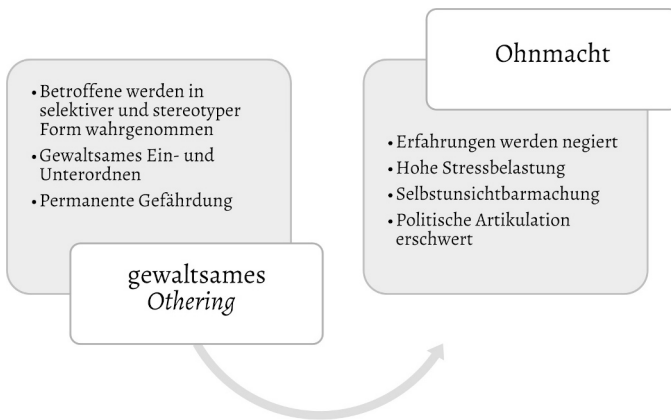 • Betroffene werden in
selektiver und stereotyper
Form wahrgenommen
• Gewaltsames Ein- und
Unterordnen
• Permanente Gefährdung
gewaltsames
Othering
Ohnmacht
• Erfahrungen werden negiert
• Hohe Stressbelastung
• Selbstunsichtbarmachung
• Politische Artikulation
erschwert